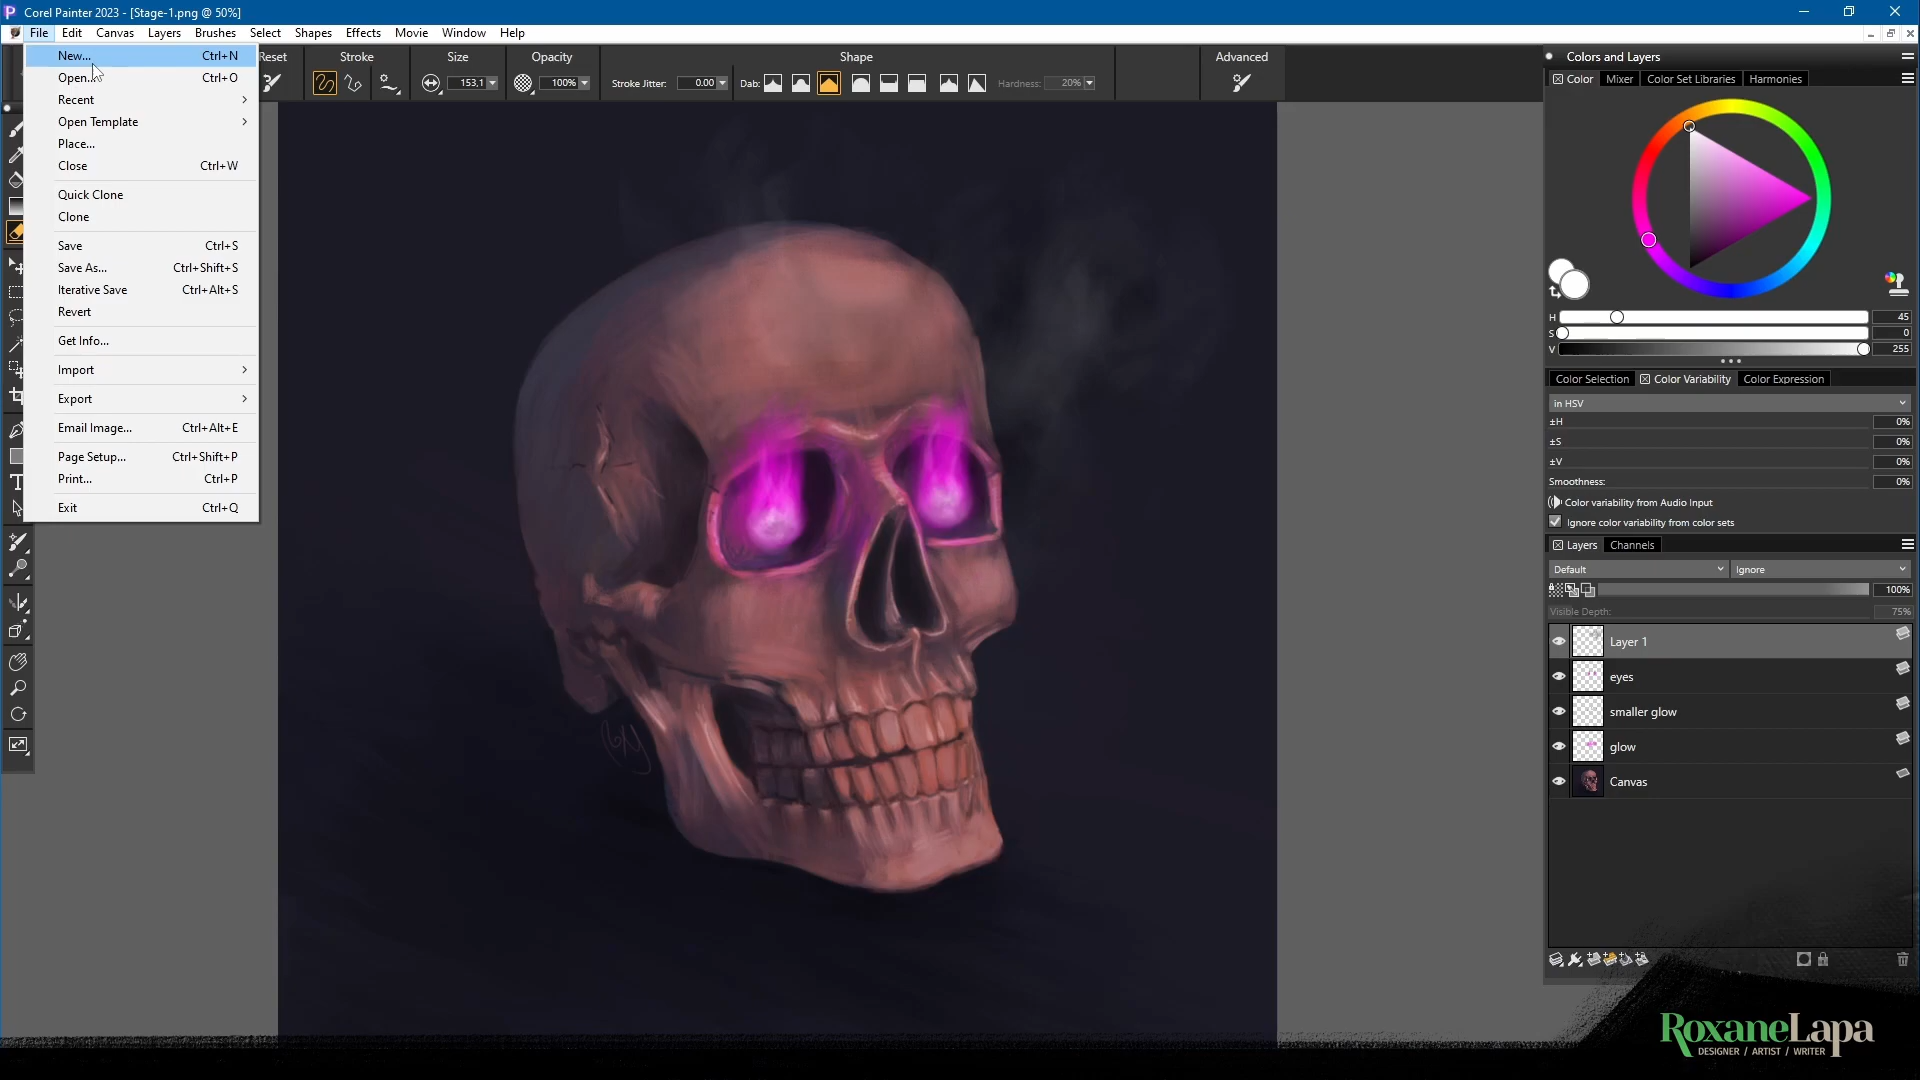 Corel Painter 2023 - [Stage-1.png @ 50%]
File Edit Canvas Layers Brushes Select Shapes Effects Movie Window Help
New... Ctrl+N
Open... Ctrl+O
Recent
Open Template
Place...
Close Ctrl+W
Quick Clone
Clone
Save Ctrl+S
Save As... Ctrl+Shift+S
Iterative Save Ctrl+Alt+S
Revert
Get Info...
Import
Export
Email Image... Ctrl+Alt+E
Page Setup... Ctrl+Shift+P
Print... Ctrl+P
Exit Ctrl+Q
Reset Stroke Size Opacity Shape Advanced
153,1 100% Stroke Jitter: 0.00 Dab: Hardness: 20%
Colors and Layers
Color Mixer Color Set Libraries Harmonies
H 45
S 0
V 255
Color Selection Color Variability Color Expression
in HSV
±H 0%
±S 0%
±V 0%
Smoothness: 0%
Color variability from Audio Input
Ignore color variability from color sets
Layers Channels
Default Ignore
100%
Visible Depth: 75%
Layer 1
eyes
smaller glow
glow
Canvas
RoxaneLapa
DESIGNER / ARTIST / WRITER